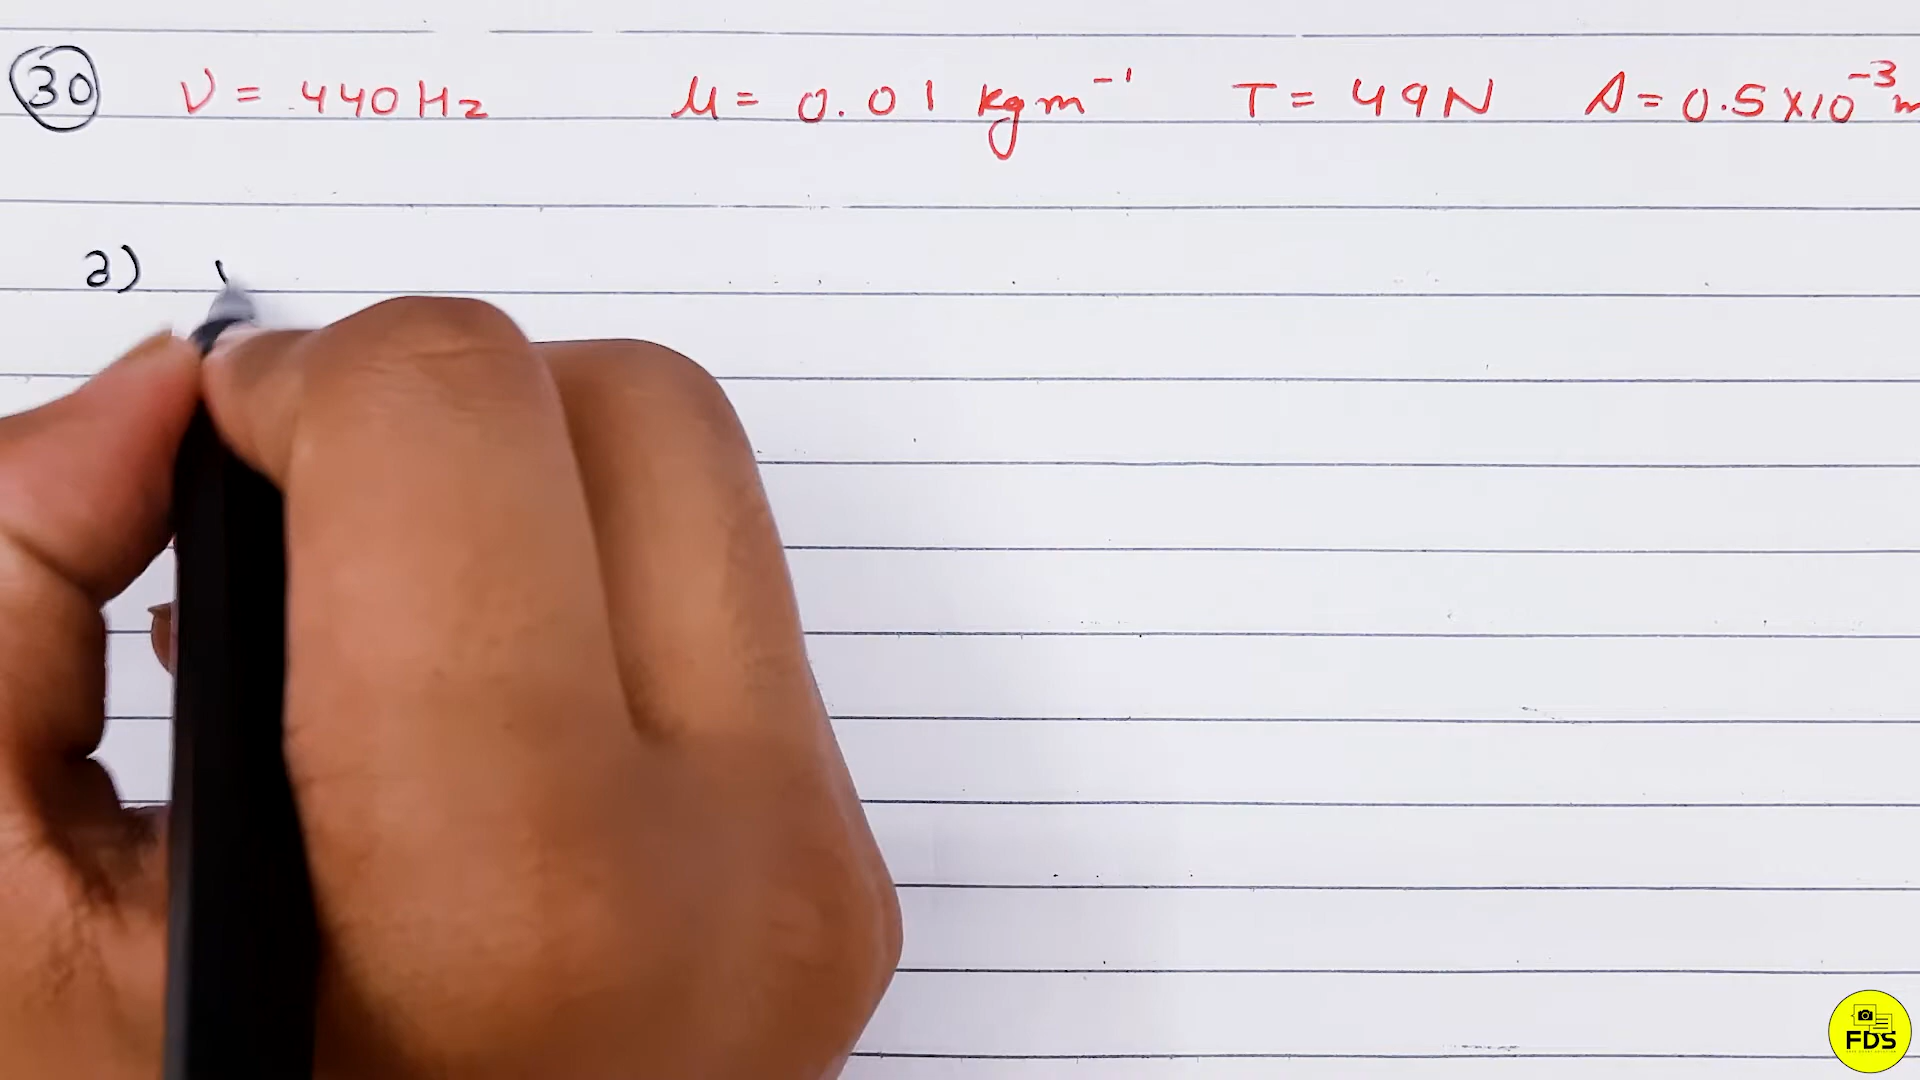 30 ν = 440 Hz μ = 0.01 kg m⁻¹ T = 49 N A = 0.5 × 10⁻³ m
a)
FDS